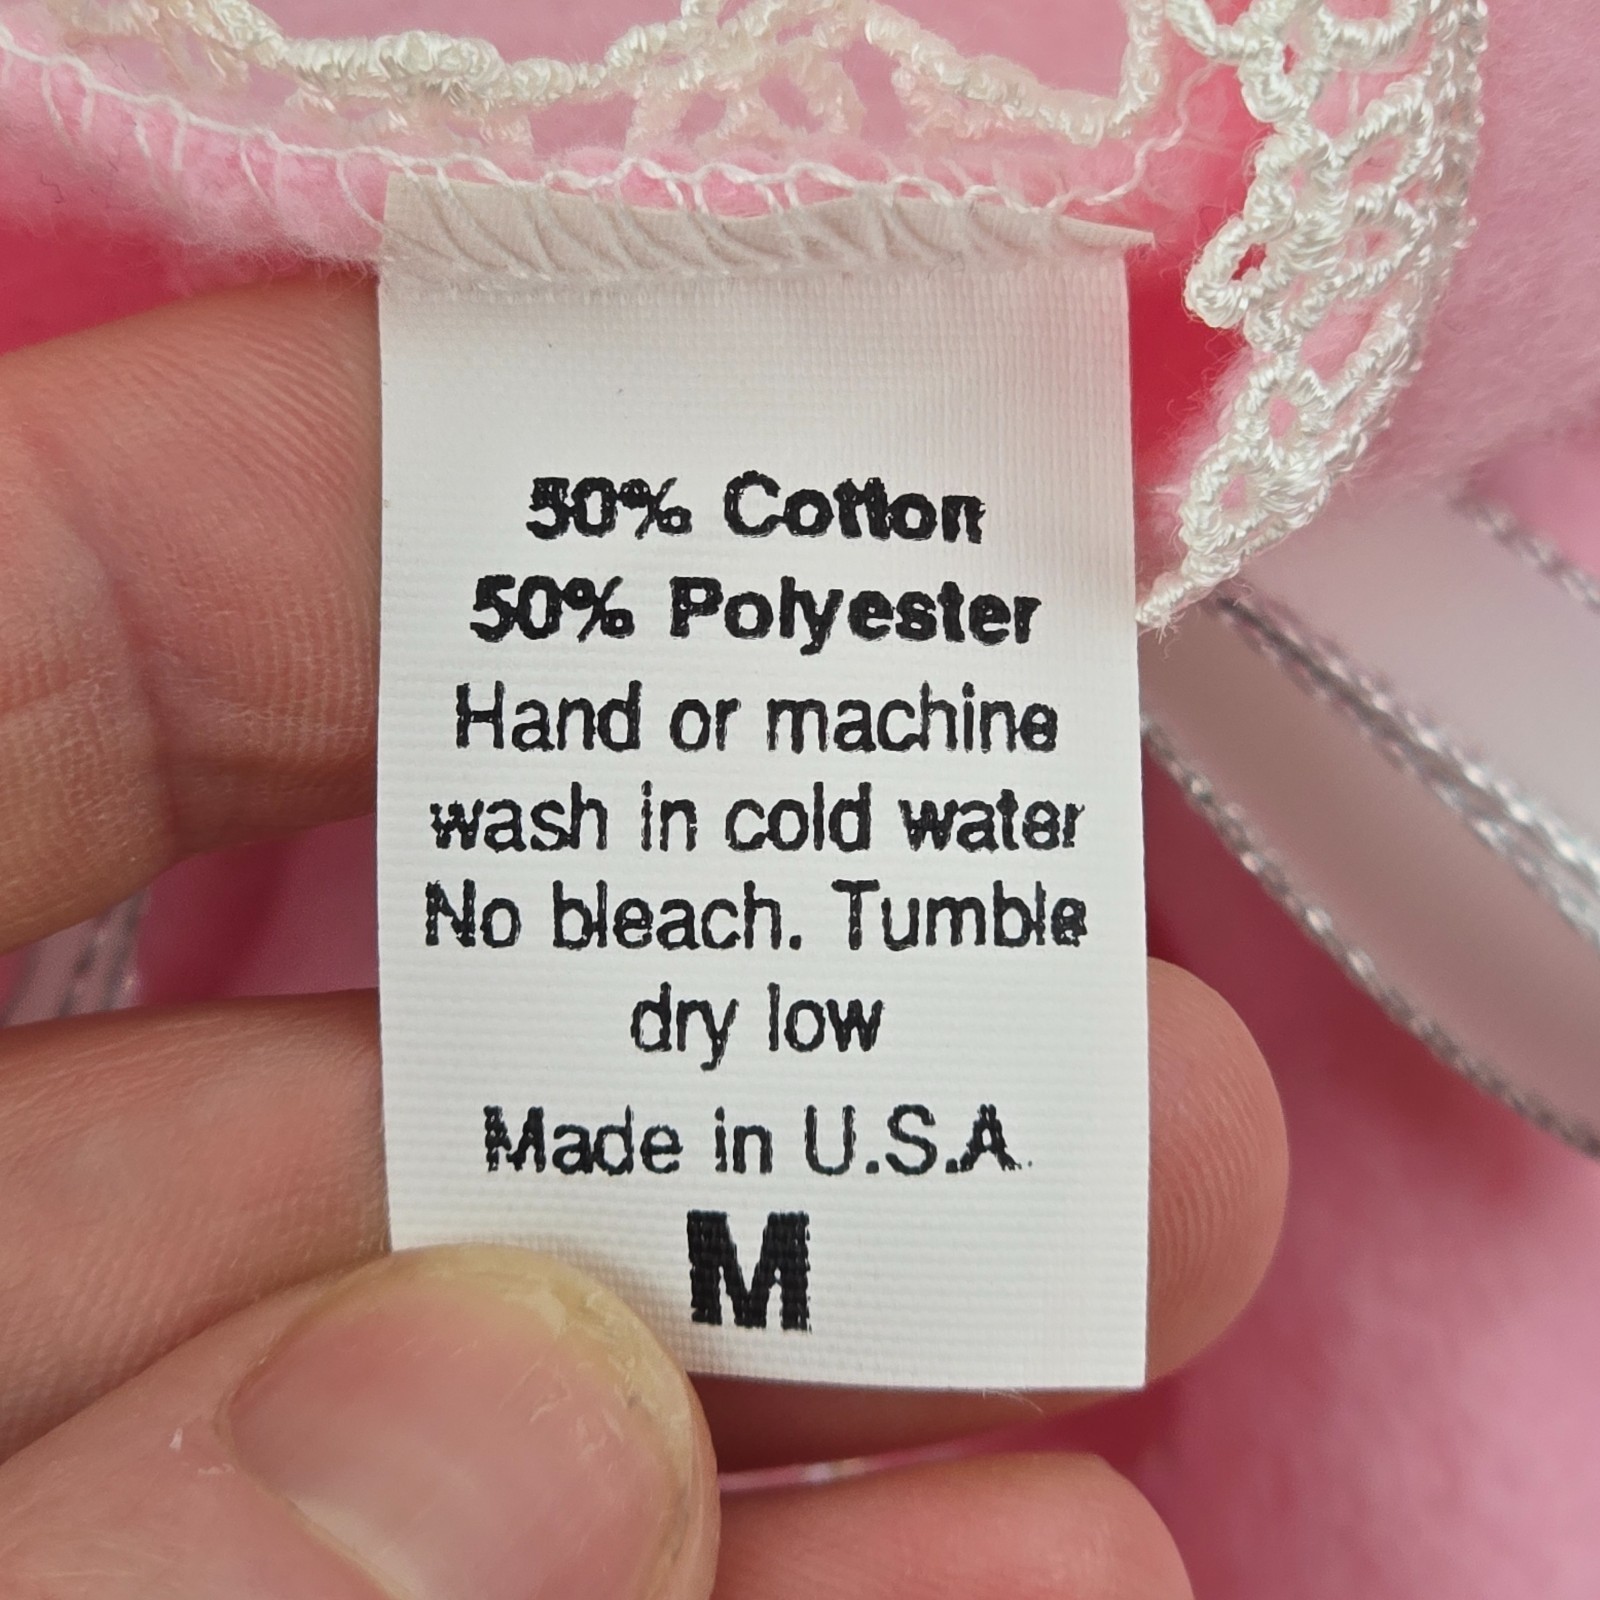 50% Cotton
50% Polyester
Hand or machine
wash in cold water
No bleach. Tumble
dry low
Made in U.S.A.
M